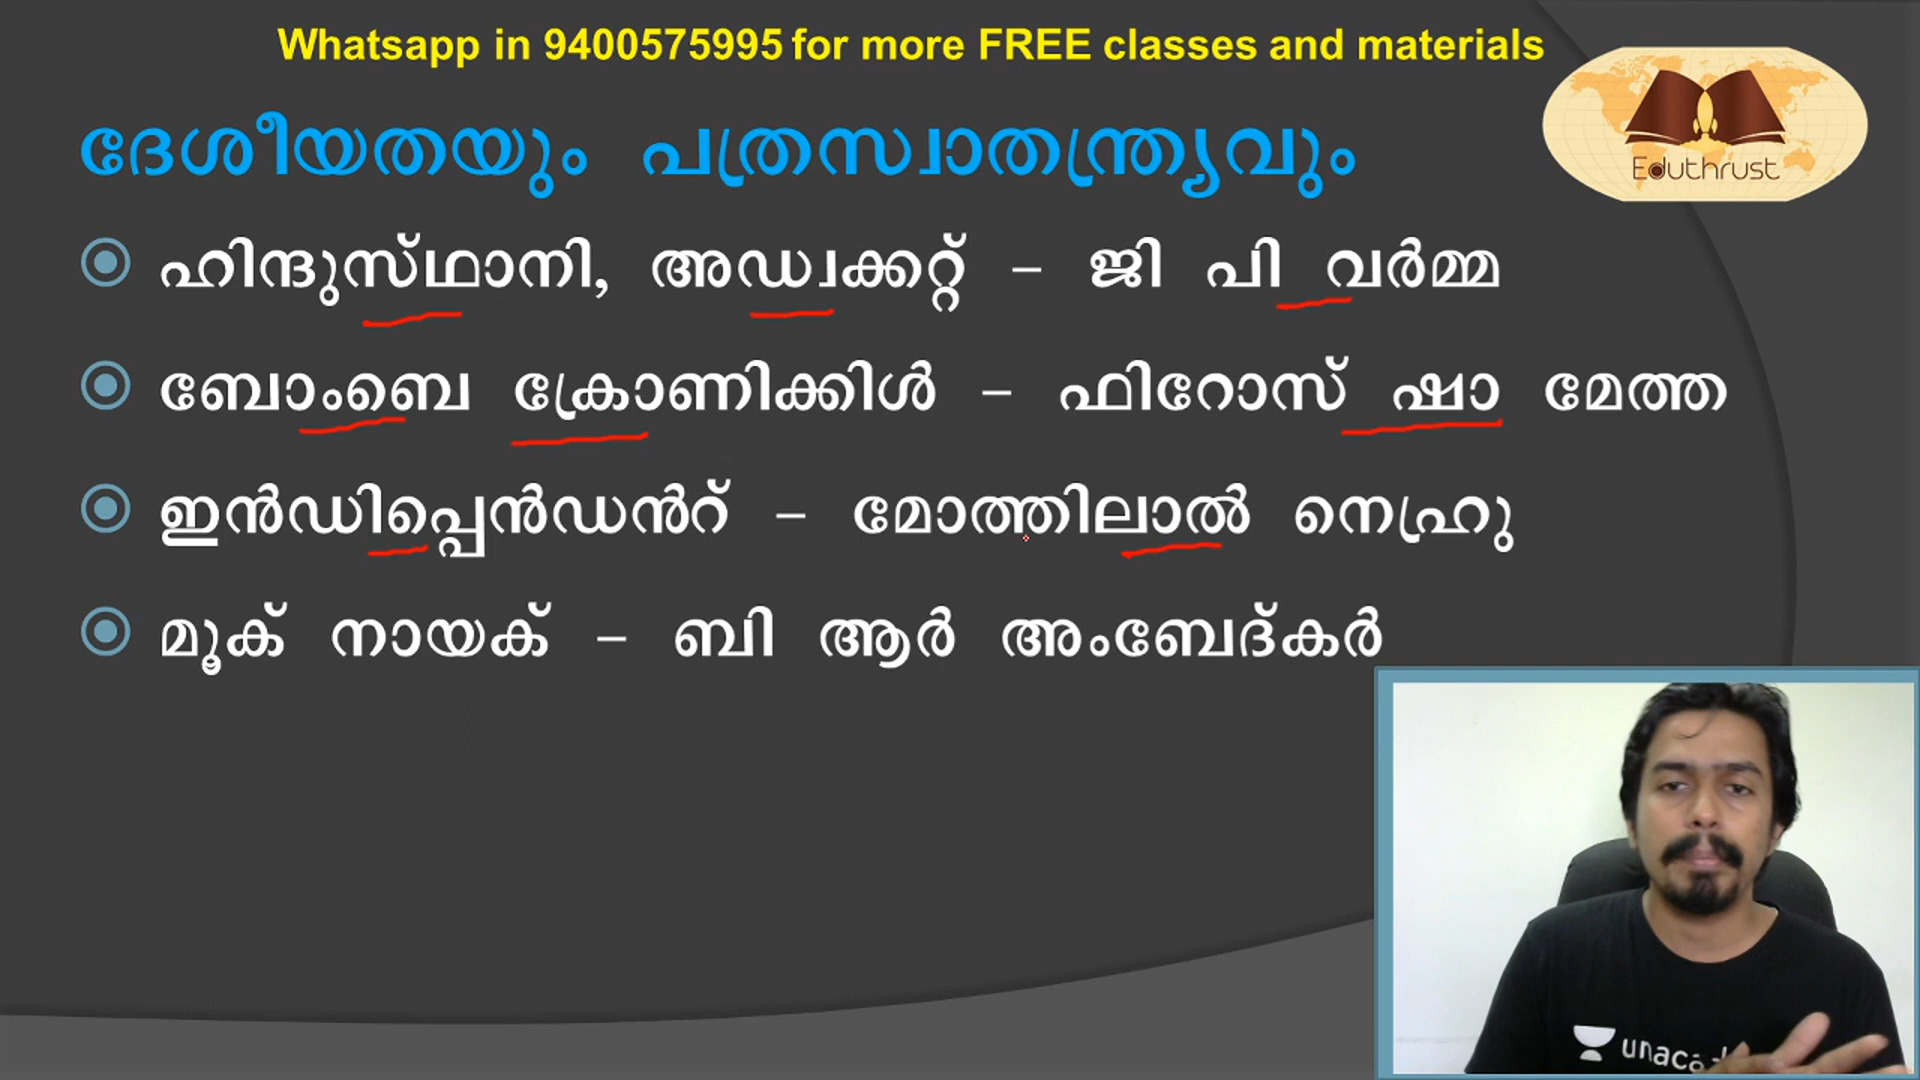 Whatsapp in 9400575995 for more FREE classes and materials
Eduthrust
ദേശീയതയും പത്രസ്വാതന്ത്ര്യവും
ഹിന്ദുസ്ഥാനി, അഡ്വക്കറ്റ് – ജി പി വർമ്മ
ബോംബെ ക്രോണിക്കിൾ – ഫിറോസ് ഷാ മേത്ത
ഇൻഡിപ്പെൻഡൻറ് – മോത്തിലാൽ നെഹ്രു
മൂക് നായക് – ബി ആർ അംബേദ്കർ